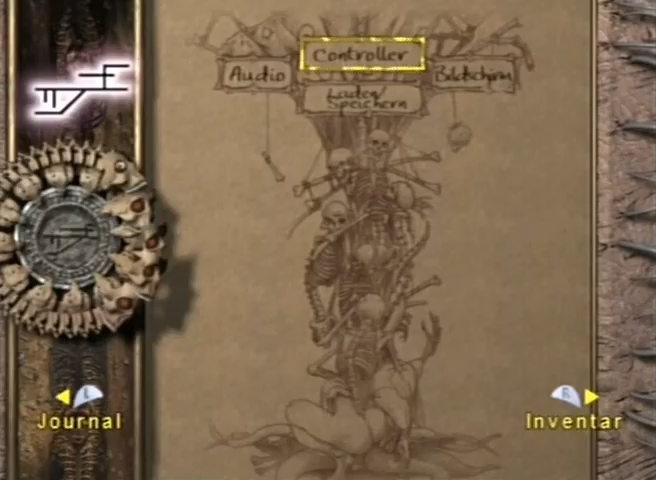 Controller
Audio
Bildschirm
Laden/
Speichern
L
R
Journal
Inventar